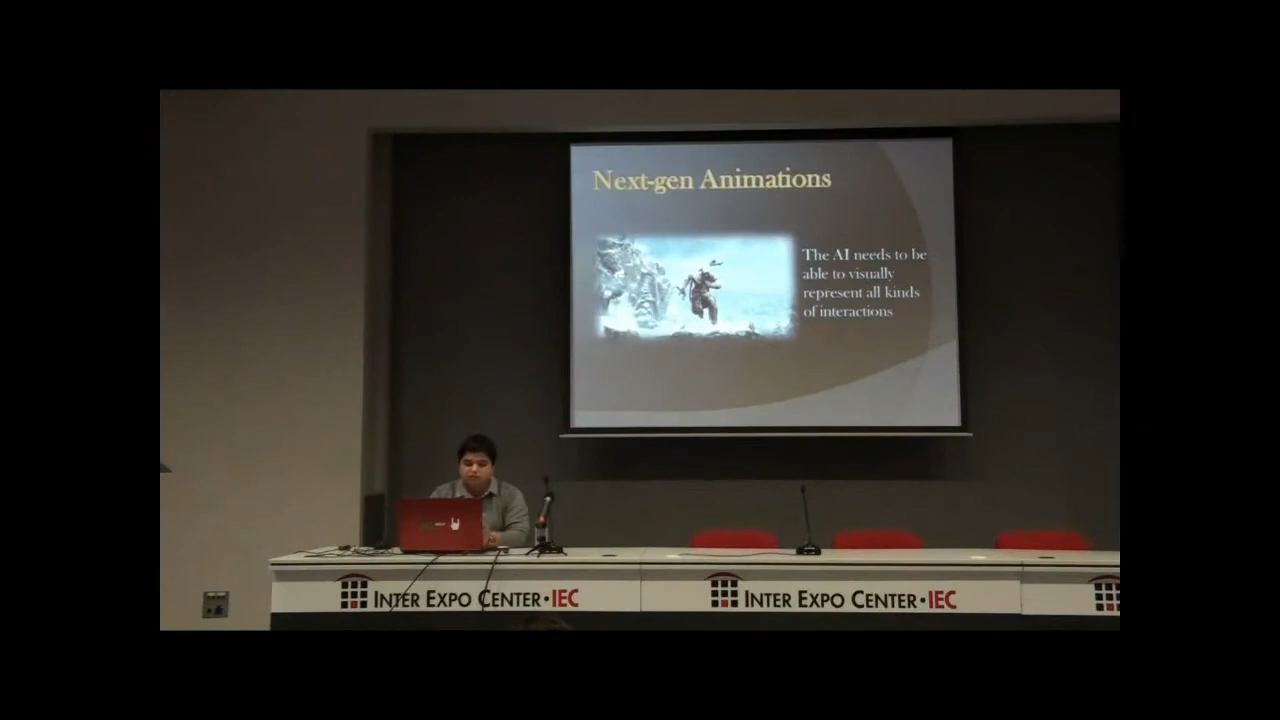 Next-gen Animations
The AI needs to be
able to visually
represent all kinds
of interactions
INTER EXPO CENTER • IEC
INTER EXPO CENTER • IEC